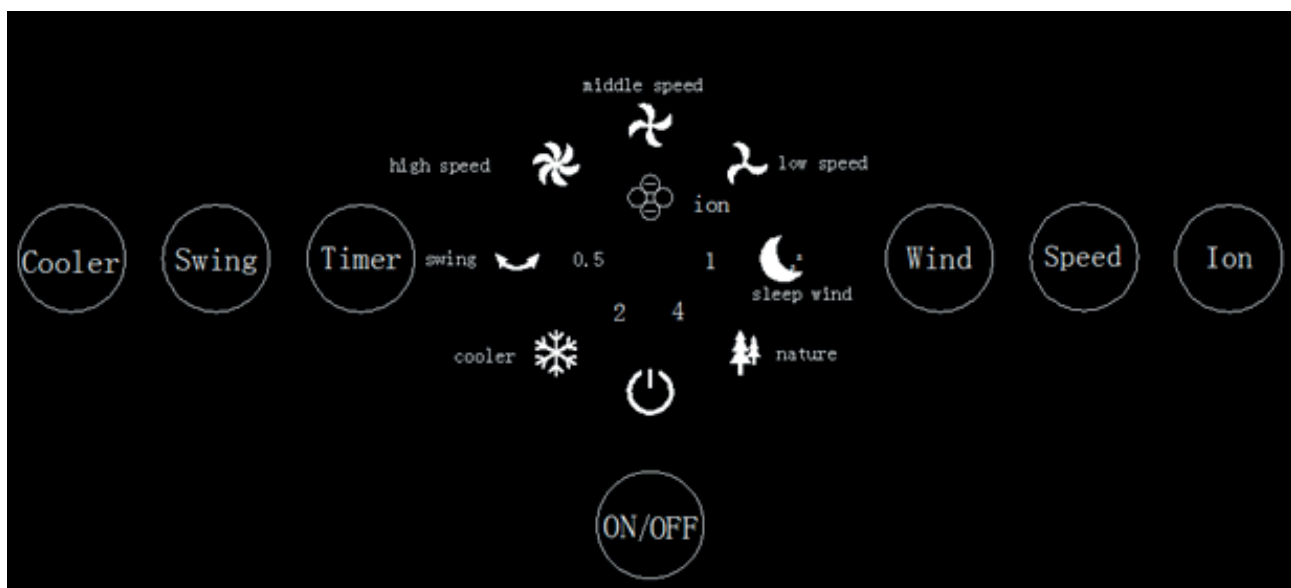 middle speed
high speed
low speed
ion
Cooler
Swing
Timer
swing
0.5
1
Wind
Speed
Ion
sleep wind
2
4
cooler
nature
ON/OFF